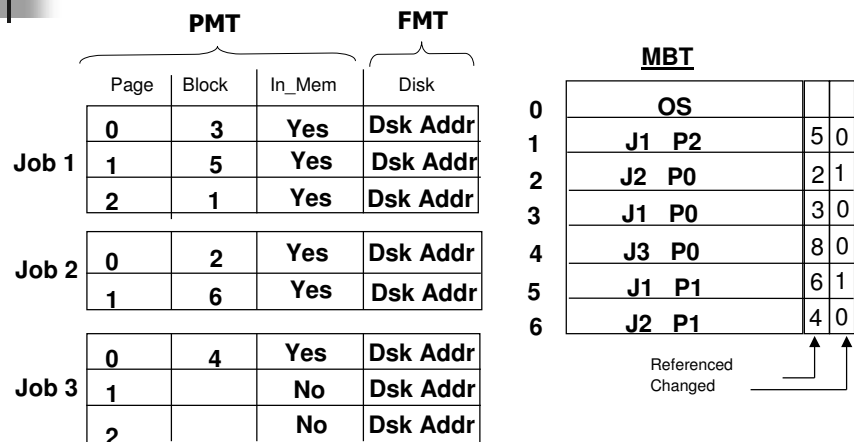 PMT FMT
Page Block In_Mem Disk
Job 1
0 3 Yes Dsk Addr
1 5 Yes Dsk Addr
2 1 Yes Dsk Addr
Job 2
0 2 Yes Dsk Addr
1 6 Yes Dsk Addr
Job 3
0 4 Yes Dsk Addr
1 No Dsk Addr
2 No Dsk Addr
MBT
0 OS
1 J1 P2 5 0
2 J2 P0 2 1
3 J1 P0 3 0
4 J3 P0 8 0
5 J1 P1 6 1
6 J2 P1 4 0
Referenced
Changed